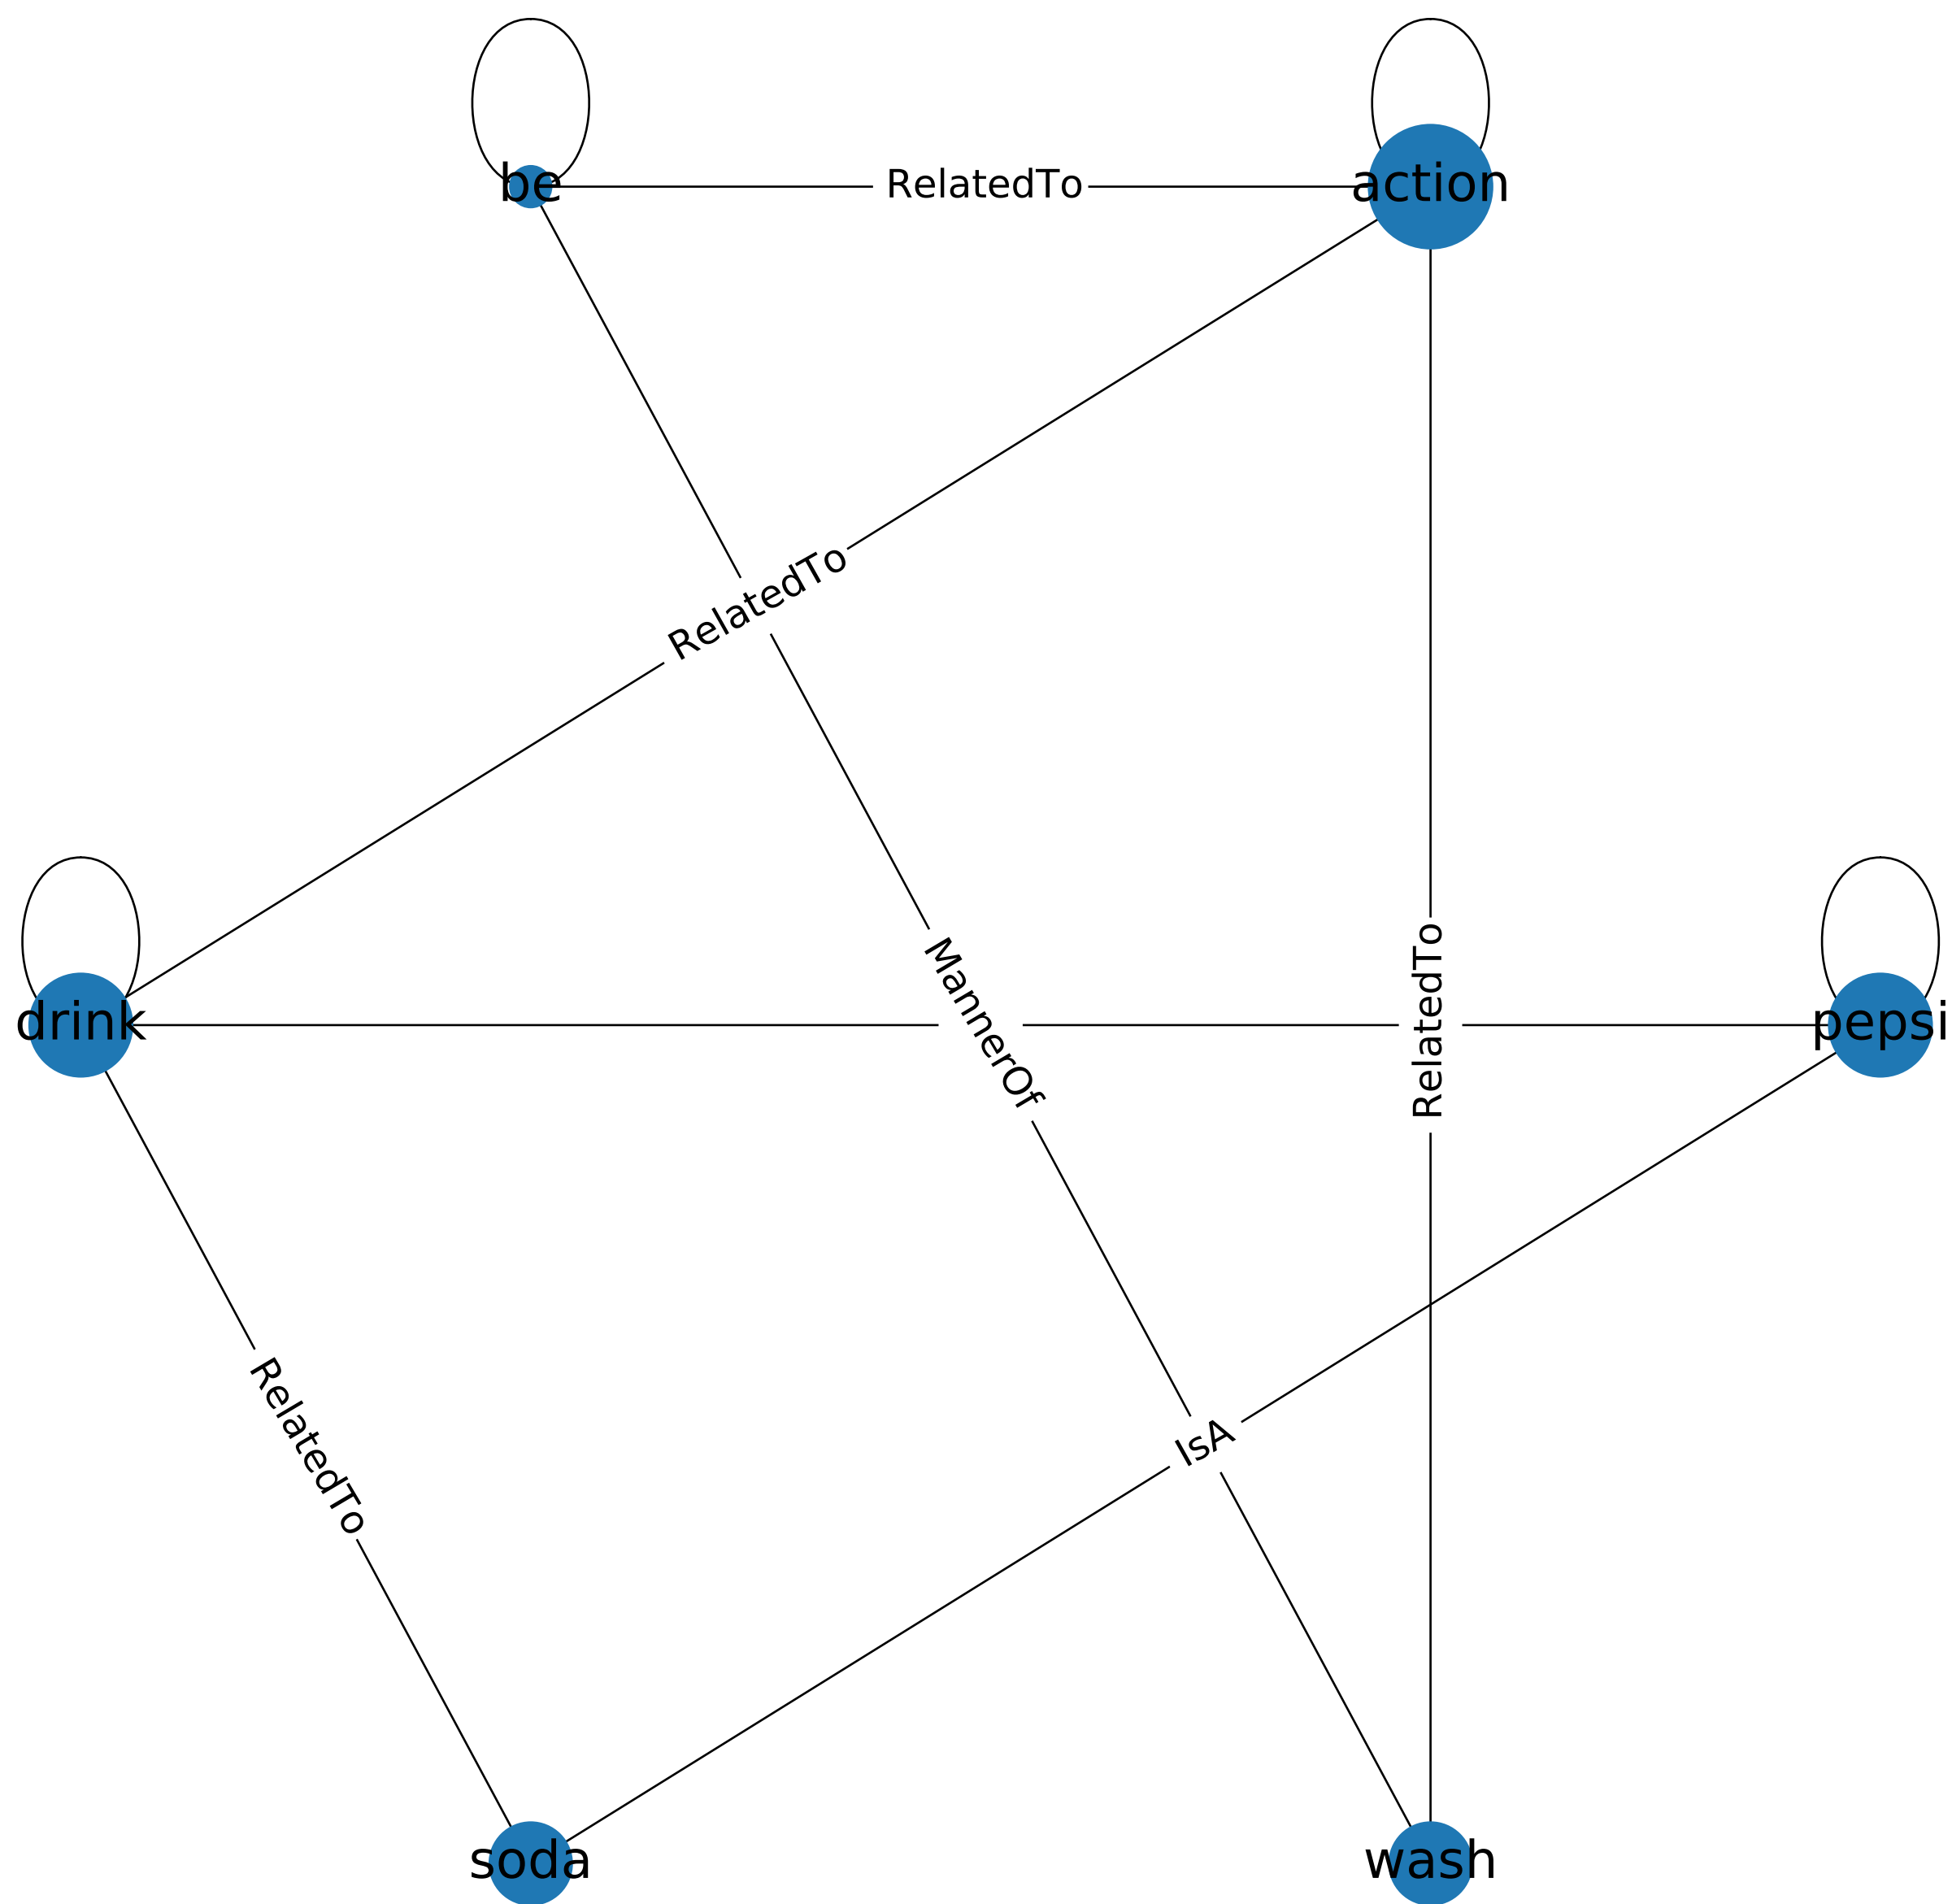 be
RelatedTo
action
RelatedTo
drink
MannerOf
RelatedTo
pepsi
RelatedTo
IsA
soda
wash